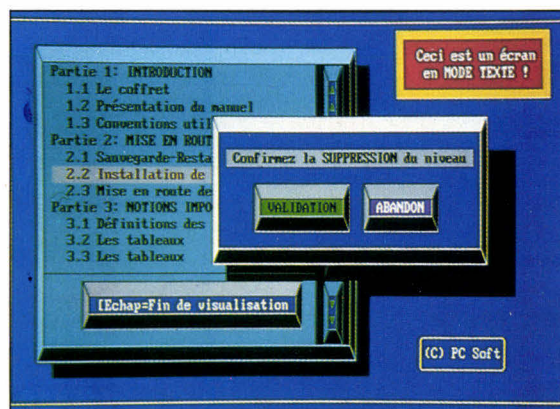 Ceci est un écran
en MODE TEXTE !
Partie 1: INTRODUCTION
1.1 Le coffret
1.2 Présentation du manuel
1.3 Conventions util
Partie 2: MISE EN ROUT
2.1 Sauvegarde-Resta
2.2 Installation de
2.3 Mise en route de
Partie 3: NOTIONS IMPO
3.1 Définitions des
3.2 Les tableaux
3.3 Les tableaux
Confirmez la SUPPRESSION du niveau
VALIDATION
ABANDON
[Echap=Fin de visualisation
(C) PC Soft